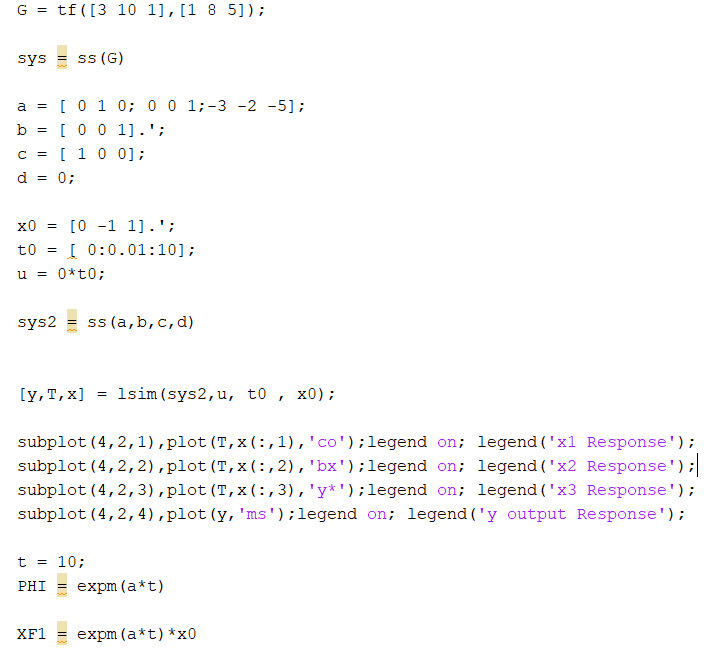 G = tf([3 10 1],[1 8 5]);
sys = ss(G)
a = [ 0 1 0; 0 0 1;-3 -2 -5];
b = [ 0 0 1].';
c = [ 1 0 0];
d = 0;
x0 = [0 -1 1].';
t0 = [ 0:0.01:10];
u = 0*t0;
sys2 = ss(a,b,c,d)
[y,T,x] = lsim(sys2,u, t0 , x0);
subplot(4,2,1),plot(T,x(:,1),'co');legend on; legend('x1 Response');
subplot(4,2,2),plot(T,x(:,2),'bx');legend on; legend('x2 Response');
subplot(4,2,3),plot(T,x(:,3),'y*');legend on; legend('x3 Response');
subplot(4,2,4),plot(y,'ms');legend on; legend('y output Response');
t = 10;
PHI = expm(a*t)
XF1 = expm(a*t)*x0